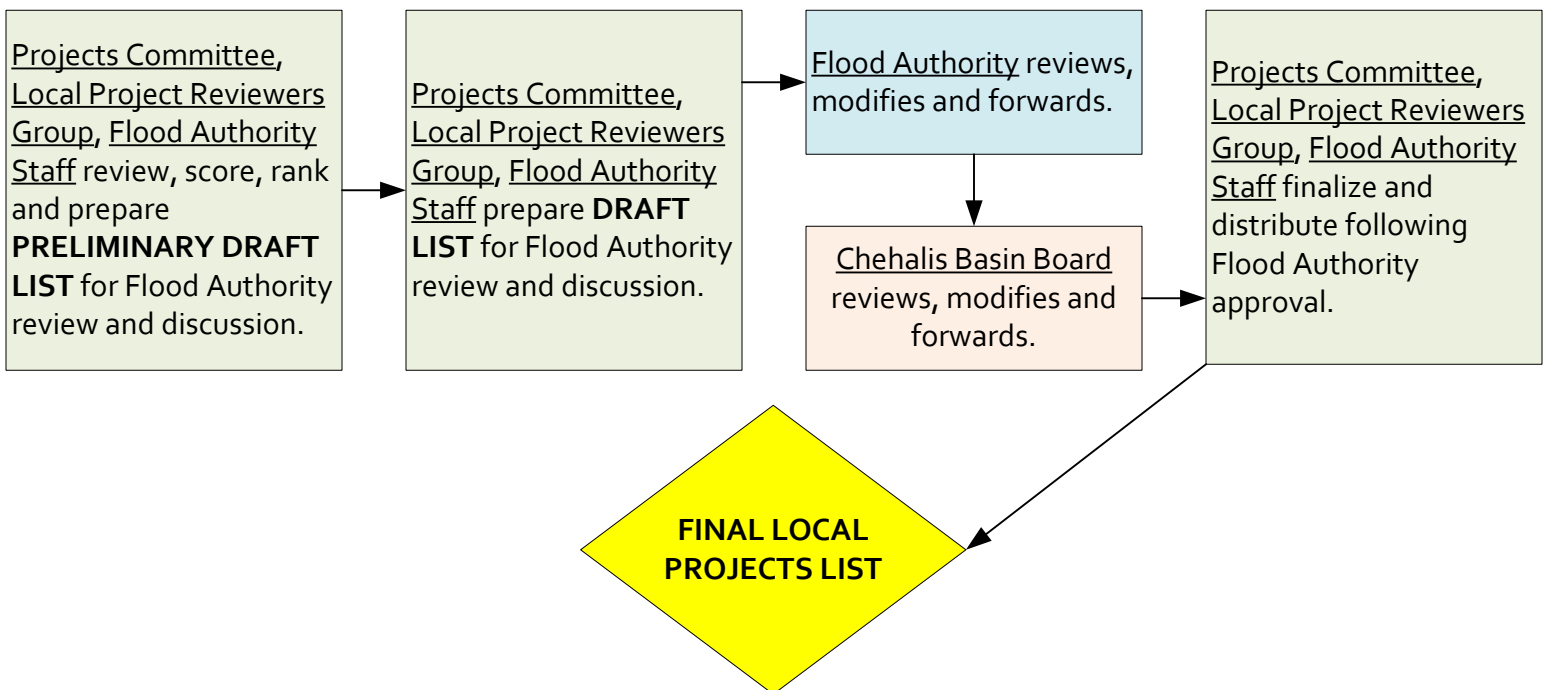 Projects Committee,
Local Project Reviewers
Group, Flood Authority
Staff review, score, rank
and prepare
PRELIMINARY DRAFT
LIST for Flood Authority
review and discussion.
Projects Committee,
Local Project Reviewers
Group, Flood Authority
Staff prepare DRAFT
LIST for Flood Authority
review and discussion.
Flood Authority reviews,
modifies and forwards.
Chehalis Basin Board
reviews, modifies and
forwards.
Projects Committee,
Local Project Reviewers
Group, Flood Authority
Staff finalize and
distribute following
Flood Authority
approval.
FINAL LOCAL
PROJECTS LIST